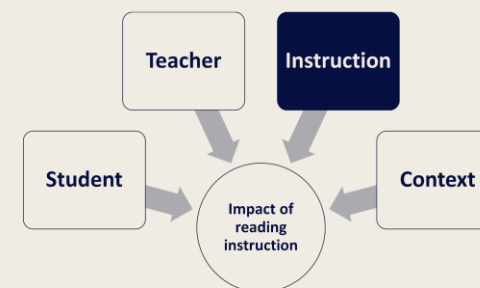 Teacher
Instruction
Student
Context
Impact of
reading
instruction